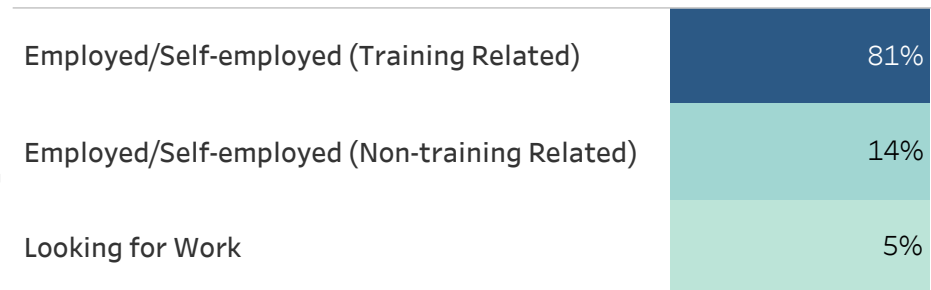 Employed/Self-employed (Training Related) 81%
Employed/Self-employed (Non-training Related) 14%
Looking for Work 5%